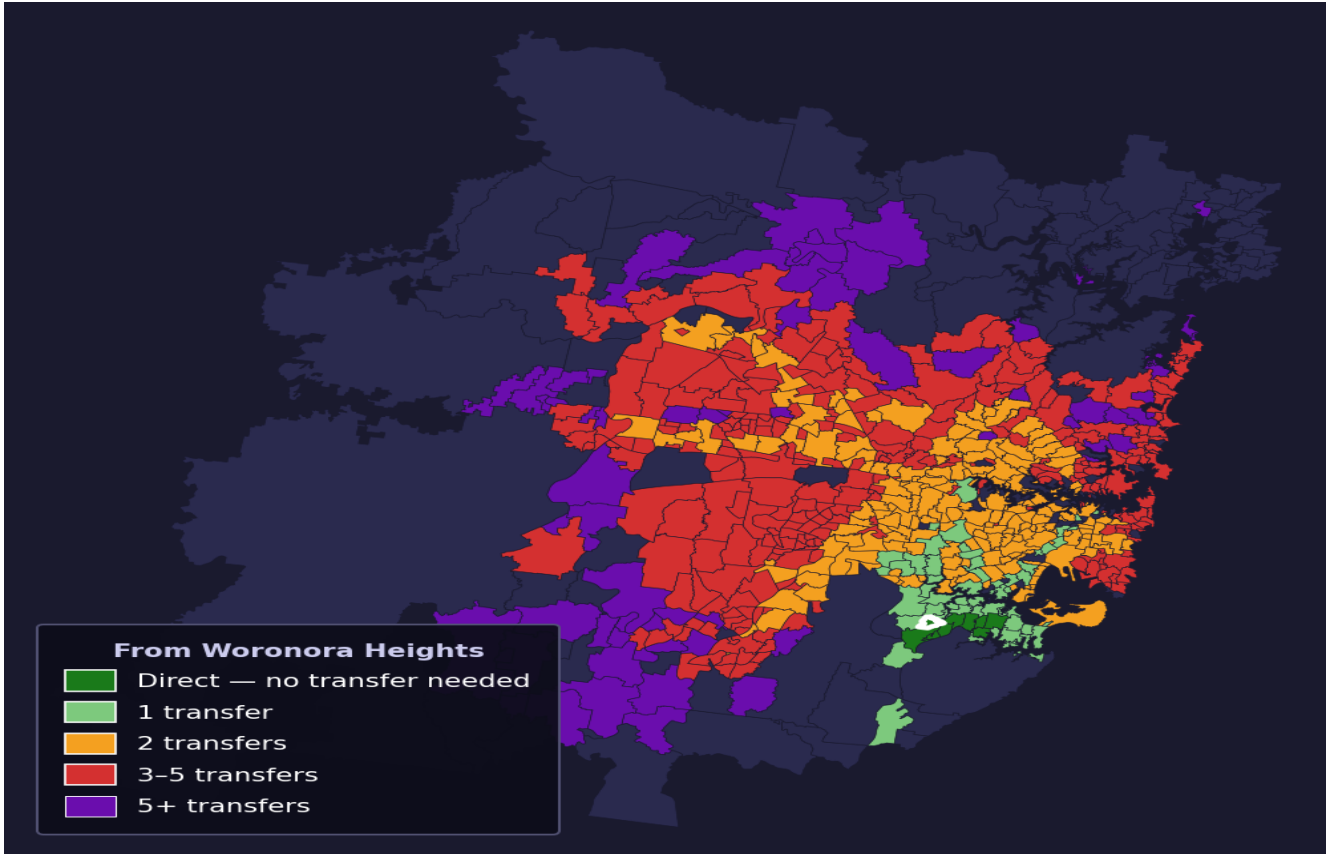 From Woronora Heights
Direct — no transfer needed
1 transfer
2 transfers
3–5 transfers
5+ transfers